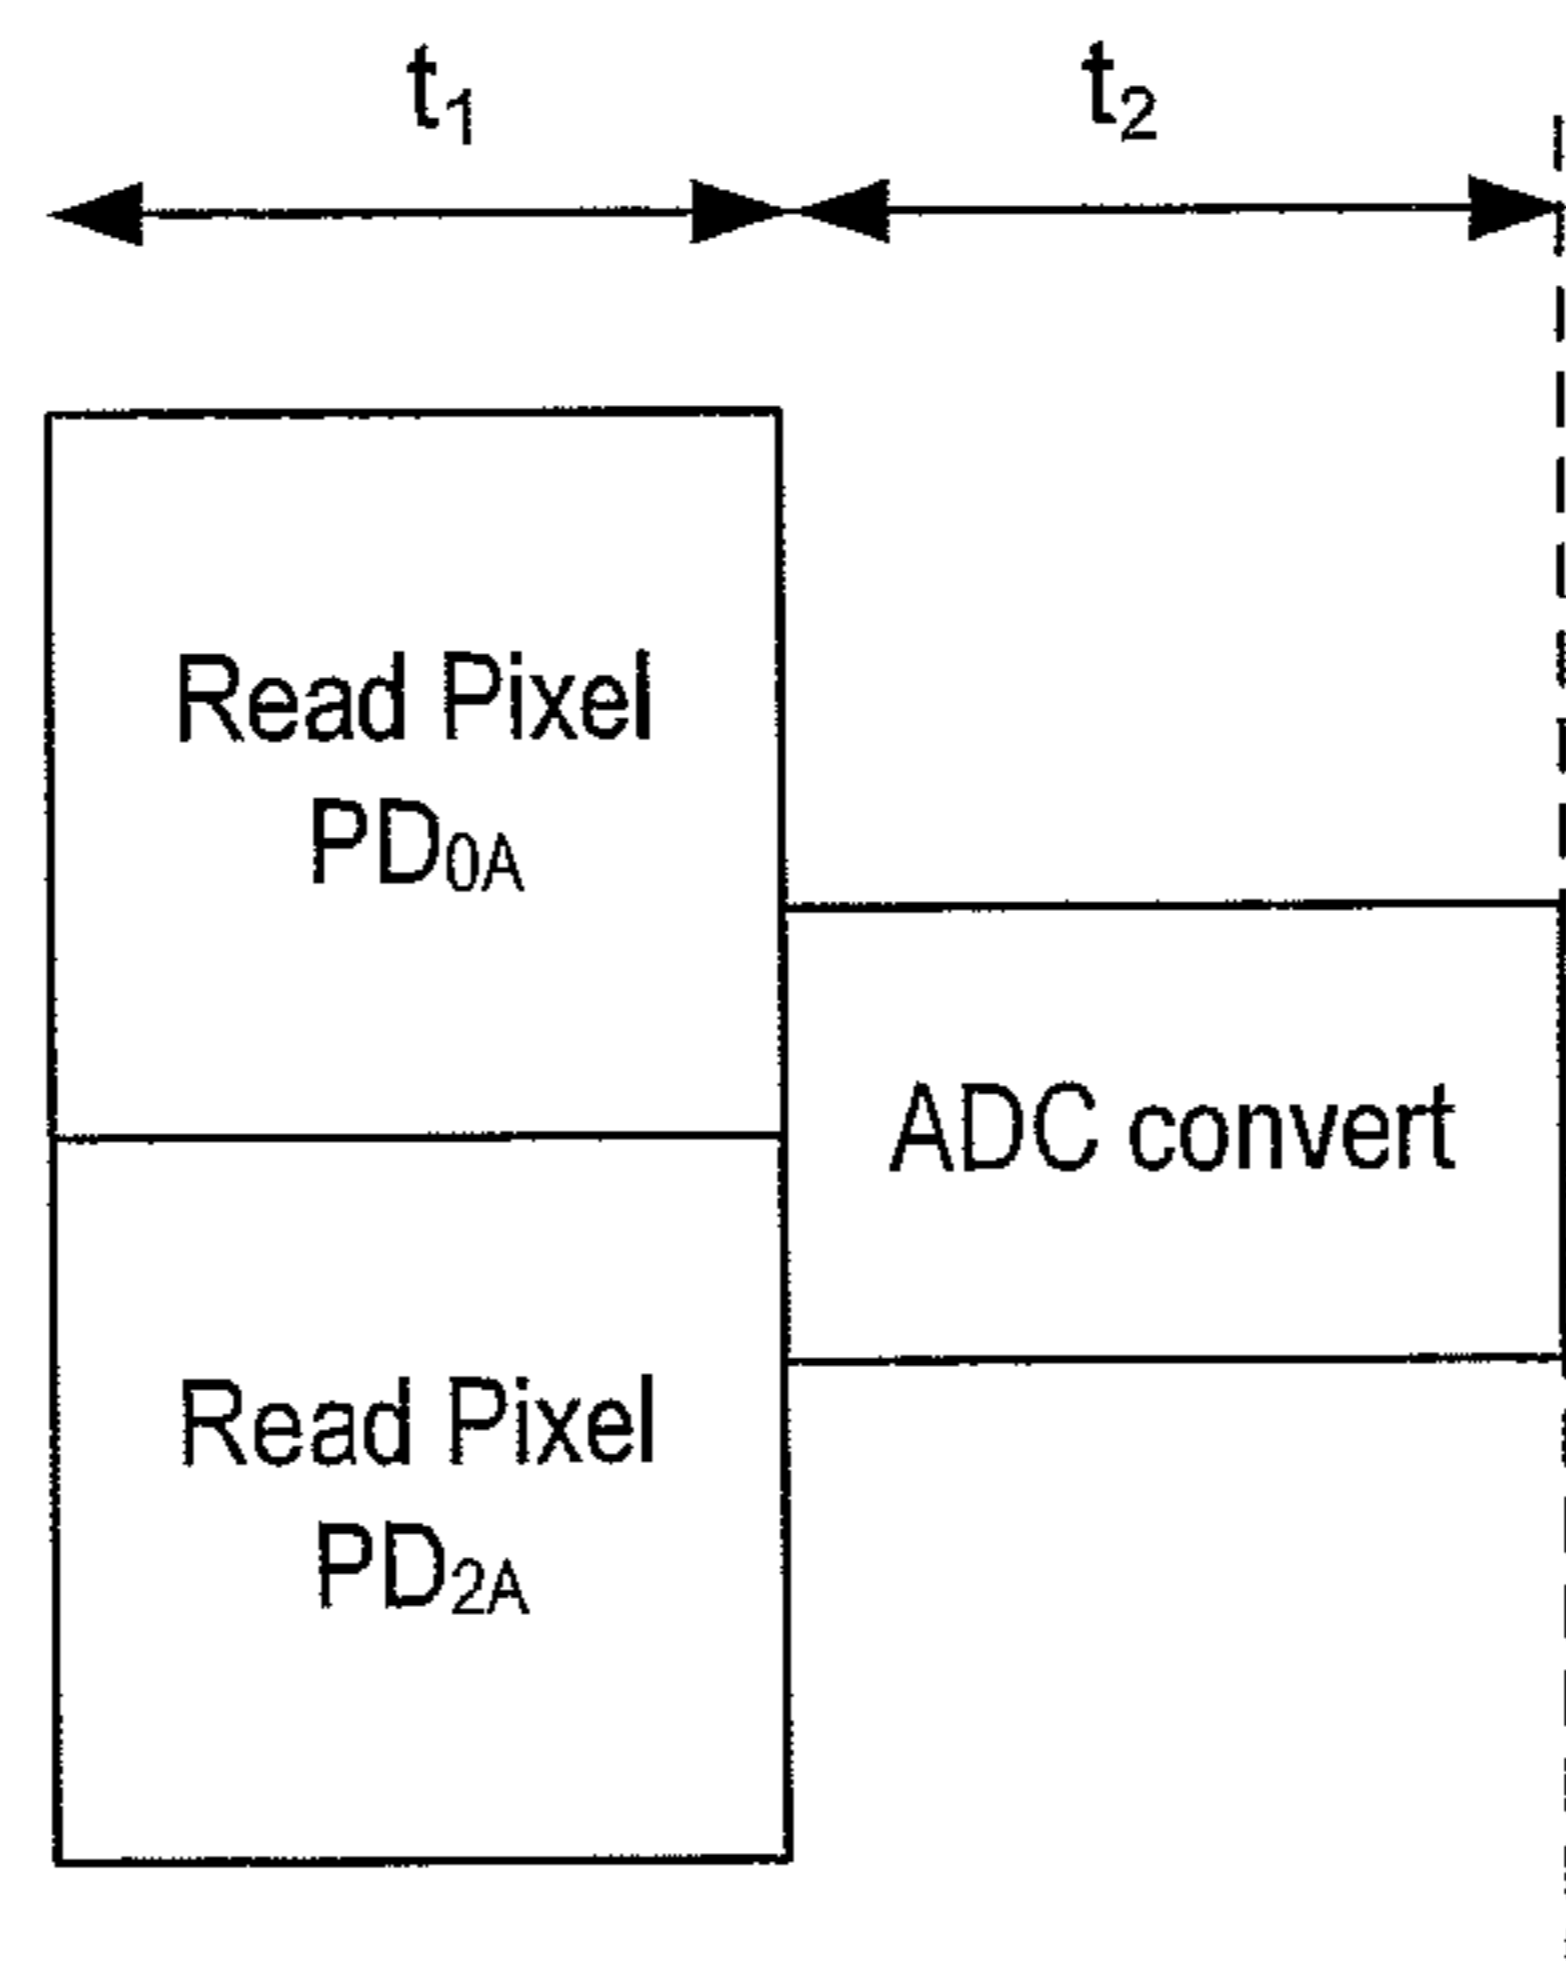 t₁ t₂
Read Pixel
PD₀A
ADC convert
Read Pixel
PD₂A